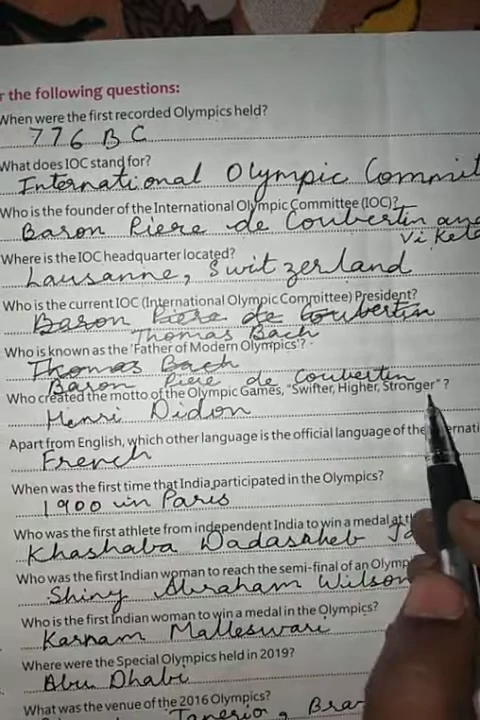 r the following questions:
When were the first recorded Olympics held?
776 BC
What does IOC stand for?
International Olympic Commit
Who is the founder of the International Olympic Committee (IOC)?
Baron Piere de Coubertin and
Vikela
Where is the IOC headquarter located?
Lausanne, Switzerland
Who is the current IOC (International Olympic Committee) President?
Baron Piere de Coubertin
Thomas Bach
Who is known as the 'Father of Modern Olympics'?
Thomas Bach
Baron Piere de Coubertin
Who created the motto of the Olympic Games, "Swifter, Higher, Stronger"?
Henri Didon
Apart from English, which other language is the official language of the
French
When was the first time that India participated in the Olympics?
1900 in Paris
Who was the first athlete from independent India to win a medal at
Khashaba Dadasaheb
Who was the first Indian woman to reach the semi-final of an Olymp
Shiny Abraham Wilson
Who is the first Indian woman to win a medal in the Olympics?
Karnam Malleswari
Where were the Special Olympics held in 2019?
Abu Dhabi
What was the venue of the 2016 Olympics?
Bra